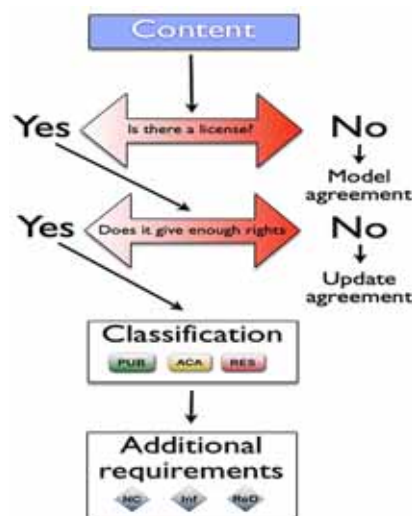 Content
Yes
Is there a license?
No
Model
agreement
Yes
Does it give enough rights
No
Update
agreement
Classification
PUB ACA RES
Additional
requirements
NC Inf ReD